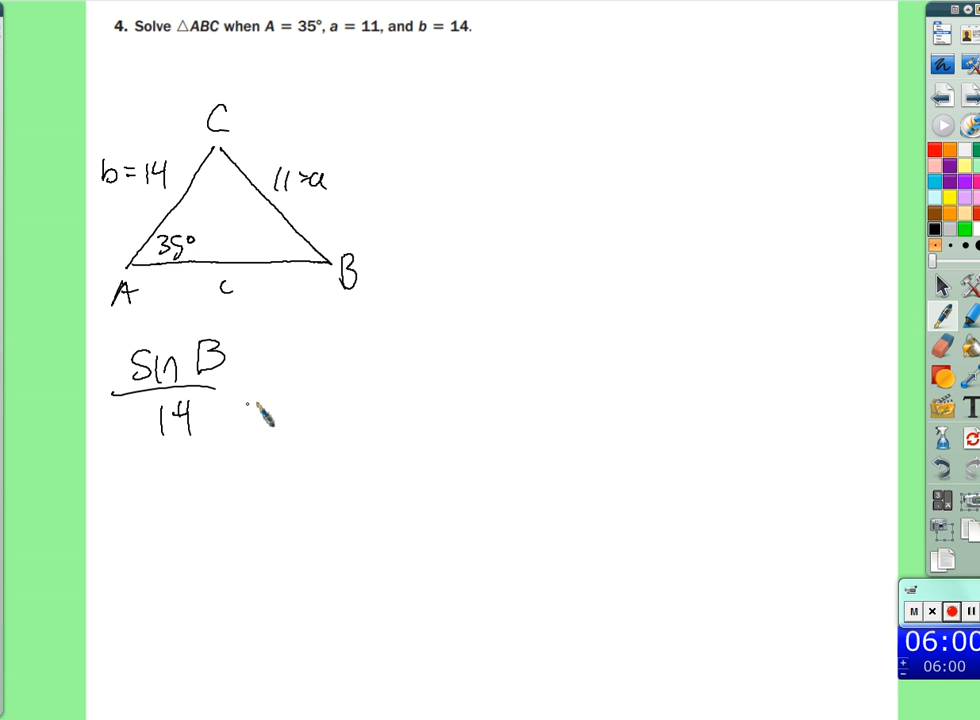 4. Solve △ABC when A = 35°, a = 11, and b = 14.
C
b = 14
11 = a
35°
A
c
B
sin B
14
T
M
06:00
06:00